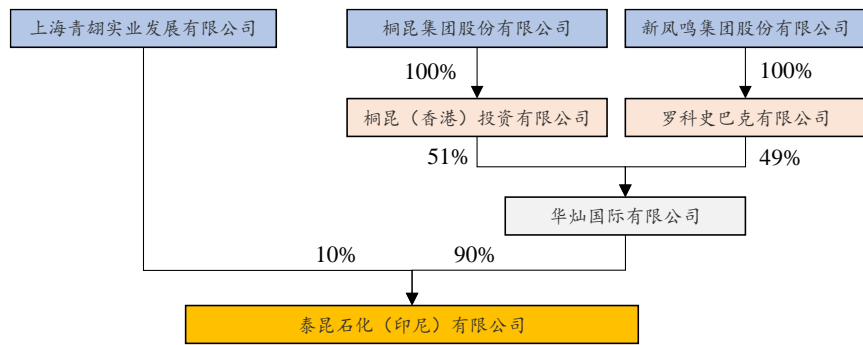 上海青翃实业发展有限公司
桐昆集团股份有限公司
新凤鸣集团股份有限公司
100%
100%
桐昆（香港）投资有限公司
罗科史巴克有限公司
51%
49%
华灿国际有限公司
10%
90%
泰昆石化（印尼）有限公司